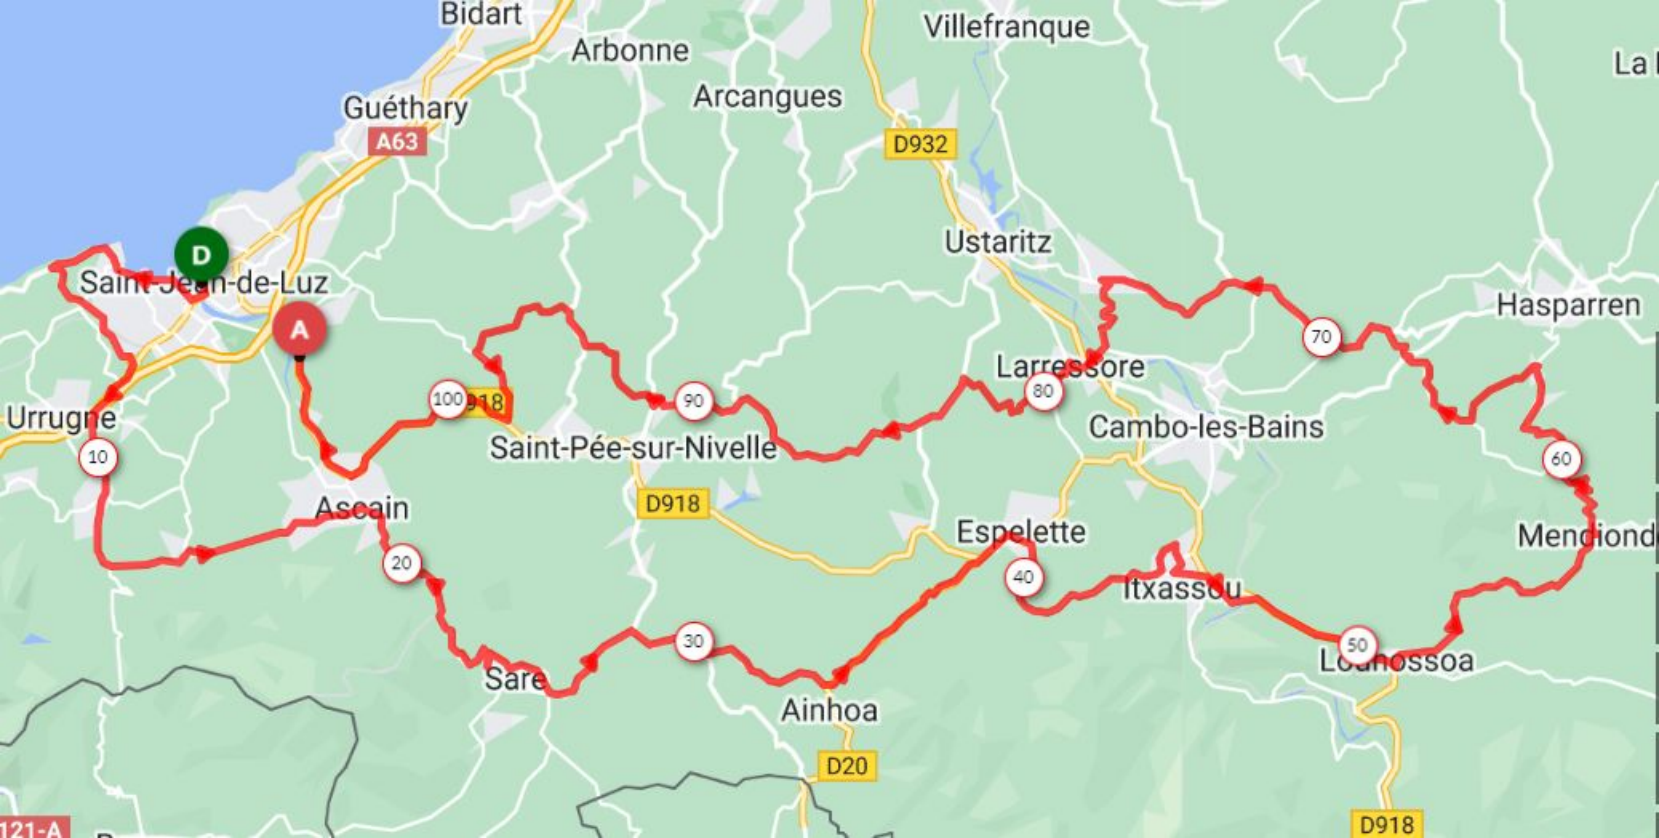 Bidart
Villefranque
Arbonne
La
Arcangues
Guéthary
A63
D932
D
Ustaritz
Saint-Jean-de-Luz
Hasparren
A
70
Larressore
80
100
918
90
Urrugne
Cambo-les-Bains
Saint-Pée-sur-Nivelle
10
60
D918
Ascain
Espelette
Mendiond
20
40
Itxassou
30
50
Louhossoa
Sare
Ainhoa
D20
D918
121-A